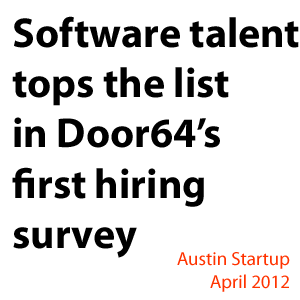 Software talent
tops the list
in Door64’s
first hiring
survey
Austin Startup
April 2012